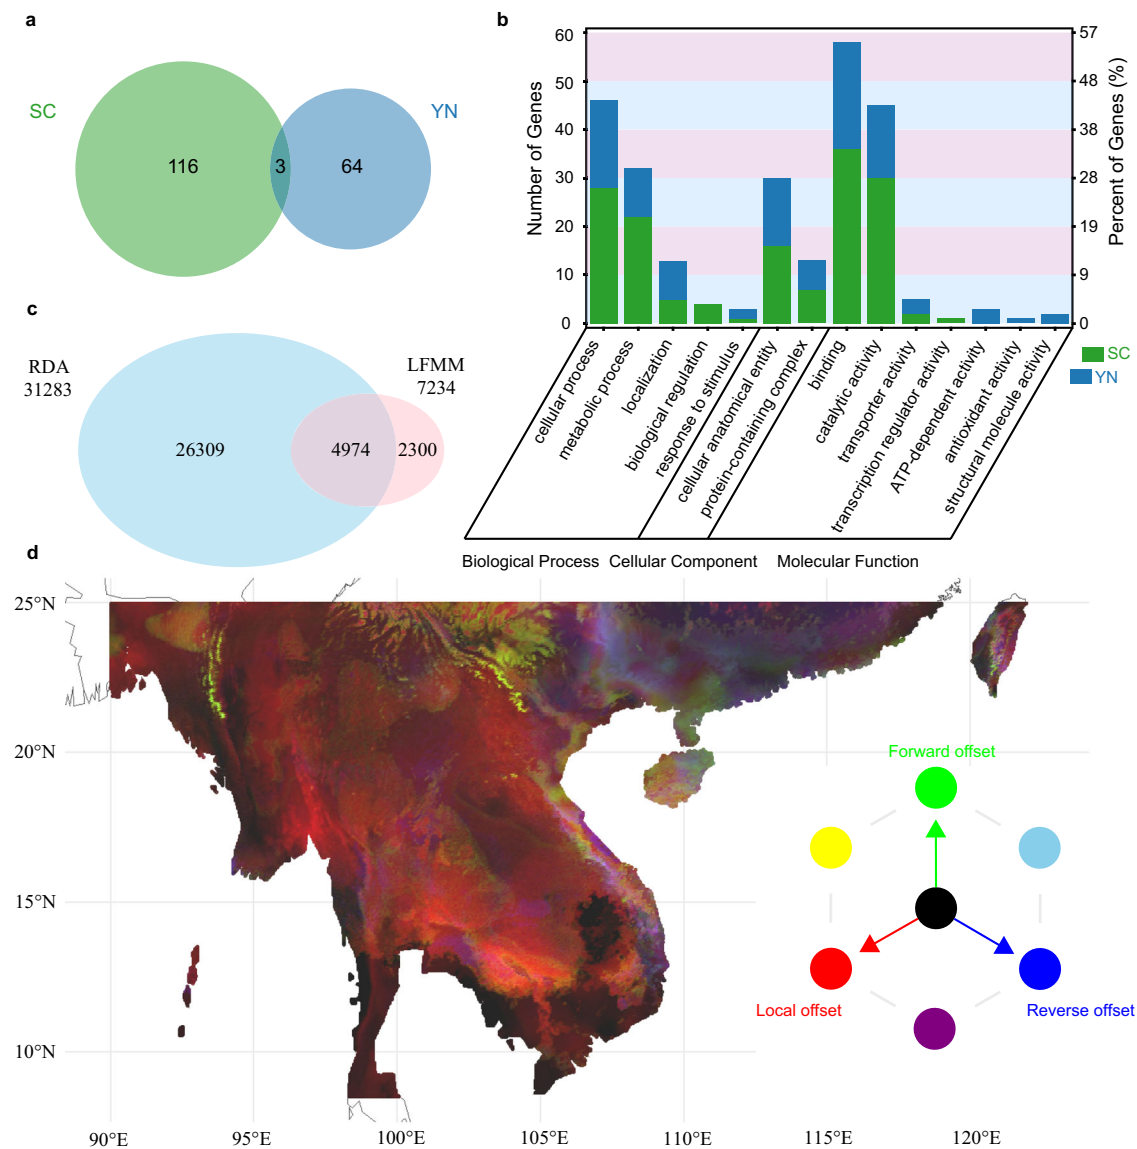 a
SC
YN
116
3
64
b
Number of Genes
60
50
40
30
20
10
0
Percent of Genes (%)
57
48
38
28
19
9
0
cellular process
metabolic process
localization
biological regulation
response to stimulus
cellular anatomical entity
protein-containing complex
binding
catalytic activity
transporter activity
transcription regulator activity
ATP-dependent activity
antioxidant activity
structural molecule activity
SC
YN
Biological Process
Cellular Component
Molecular Function
c
RDA
31283
LFMM
7234
26309
4974
2300
d
25°N
20°N
15°N
10°N
90°E
95°E
100°E
105°E
110°E
115°E
120°E
Forward offset
Local offset
Reverse offset